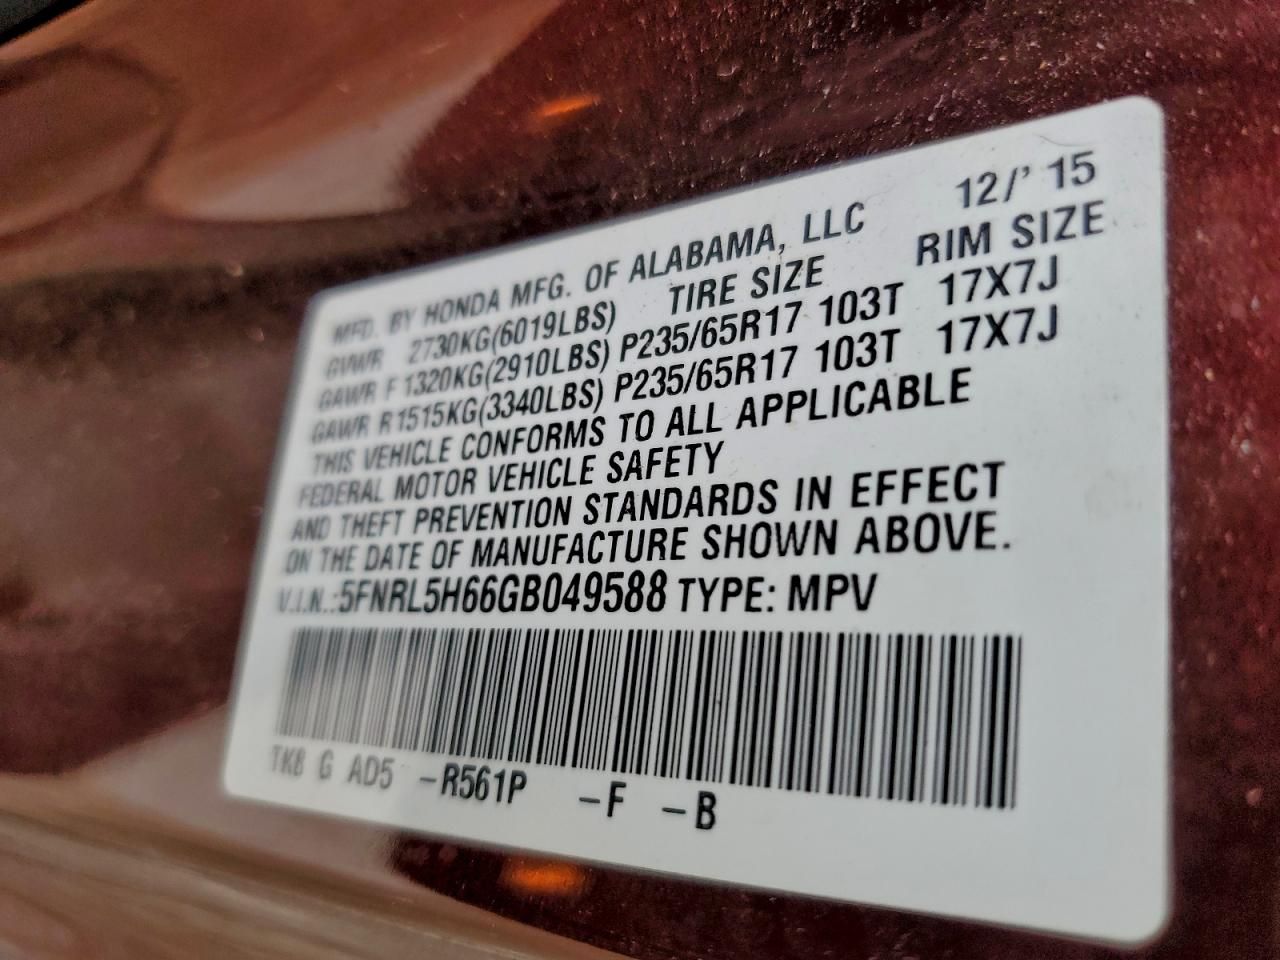 MFD. BY HONDA MFG. OF ALABAMA, LLC 12/' 15
GVWR 2730KG(6019LBS) TIRE SIZE RIM SIZE
GAWR F 1320KG(2910LBS) P235/65R17 103T 17X7J
GAWR R 1515KG(3340LBS) P235/65R17 103T 17X7J
THIS VEHICLE CONFORMS TO ALL APPLICABLE
FEDERAL MOTOR VEHICLE SAFETY
AND THEFT PREVENTION STANDARDS IN EFFECT
ON THE DATE OF MANUFACTURE SHOWN ABOVE.
V.I.N.:5FNRL5H66GB049588 TYPE: MPV
TK8 G AD5 -R561P -F -B